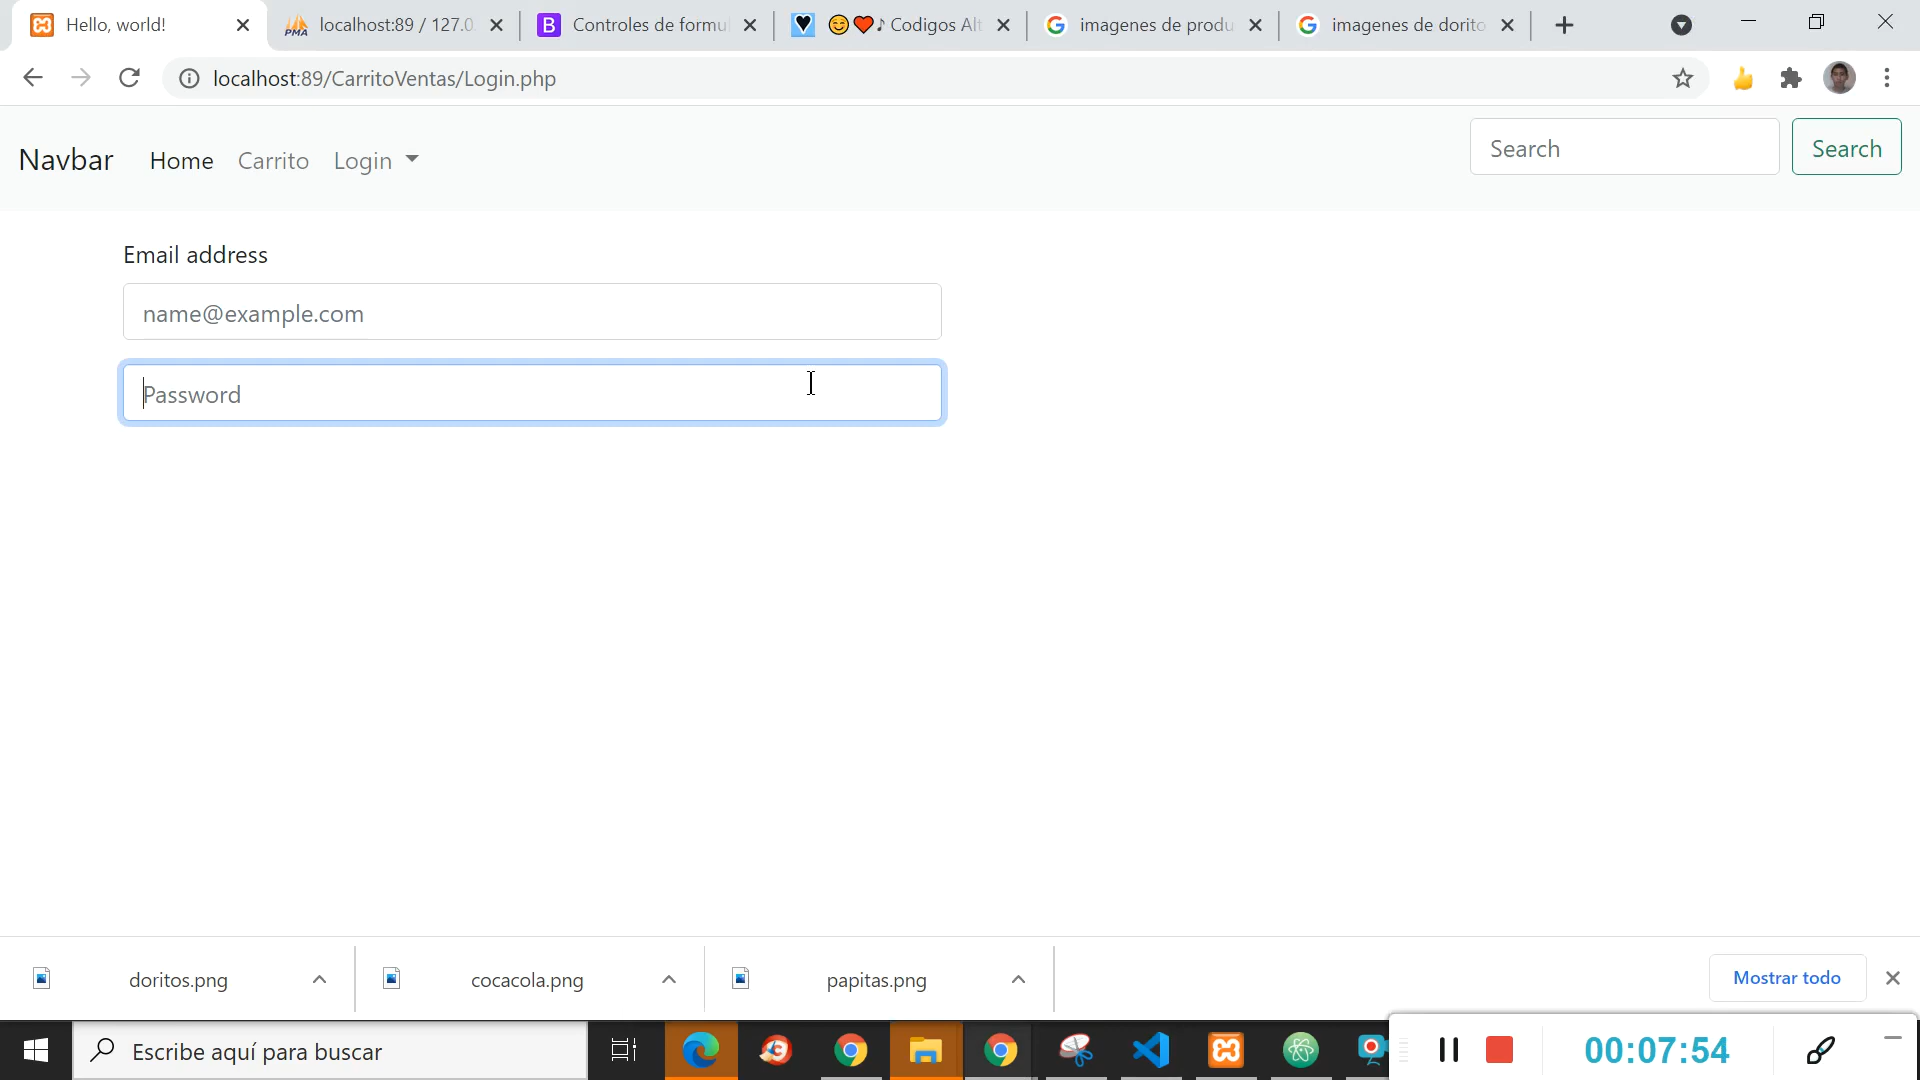 Hello, world!
localhost:89 / 127.0
Controles de formu
😊❤♪ Codigos Alt
imagenes de produ
imagenes de dorito
localhost:89/CarritoVentas/Login.php
Navbar
Home
Carrito
Login
Search
Search
Email address
name@example.com
Password
doritos.png
cocacola.png
papitas.png
Mostrar todo
Escribe aquí para buscar
00:07:54